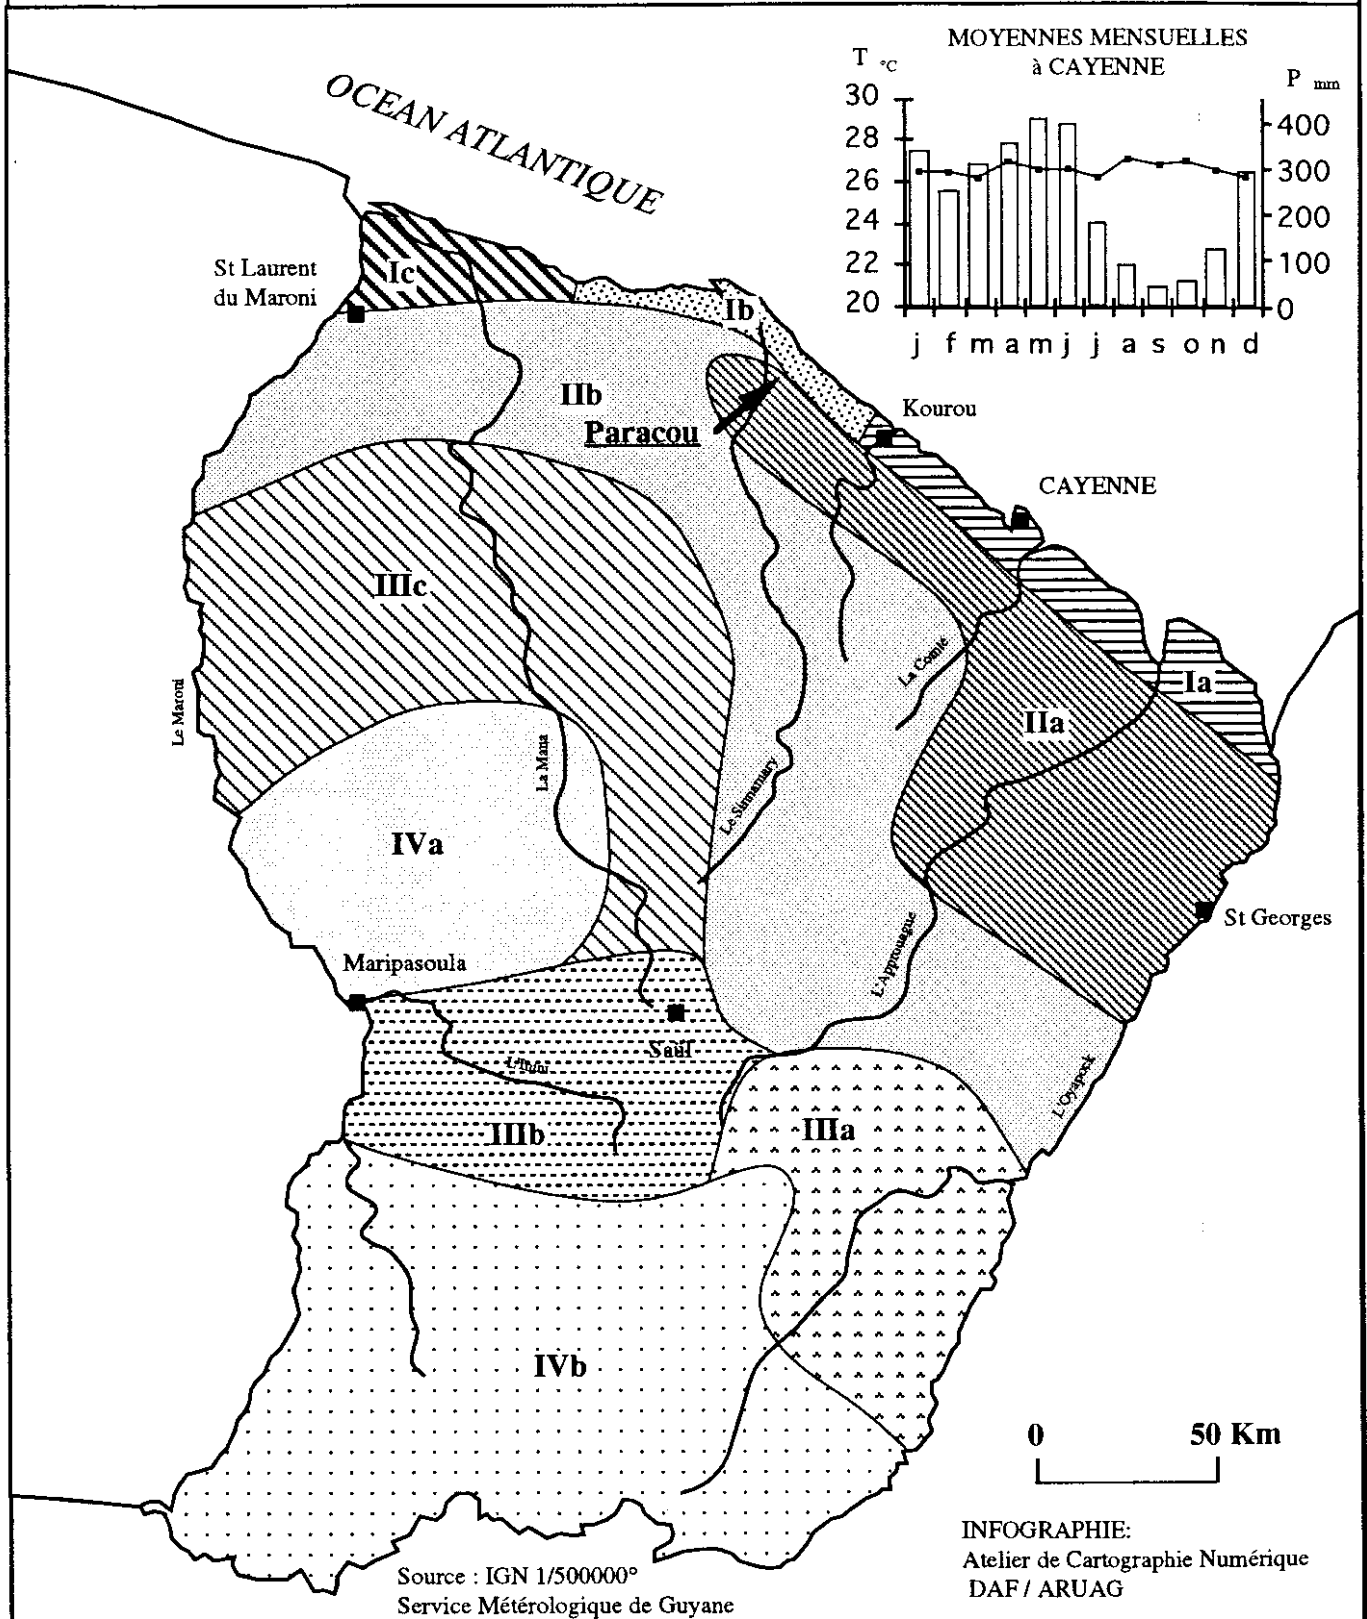 MOYENNES MENSUELLES
à CAYENNE
T °C
P mm
30
28
26
24
22
20
400
300
200
100
0
j f m a m j j a s o n d
OCEAN ATLANTIQUE
St Laurent
du Maroni
Ic
Ib
IIb
Paracou
Kourou
CAYENNE
IIIc
Le Maroni
La Comté
Ia
IIa
La Mana
Le Sinnamary
IVa
St Georges
L'Approuague
Maripasoula
Saül
L'Inini
L'Oyapock
IIIb
IIIa
IVb
0 50 Km
INFOGRAPHIE:
Atelier de Cartographie Numérique
DAF / ARUAG
Source : IGN 1/500000°
Service Métérologique de Guyane